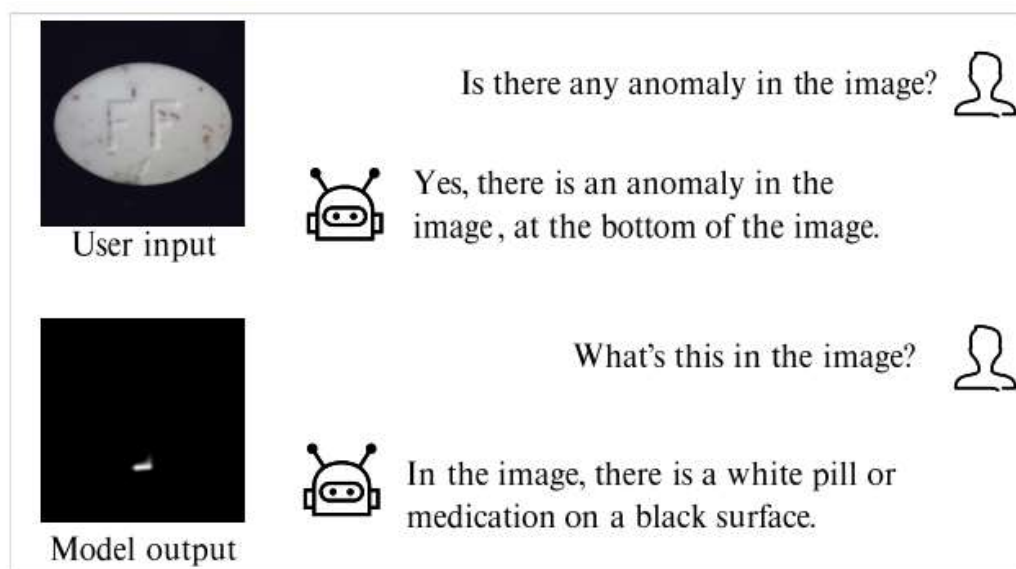 FF
User input
Is there any anomaly in the image?
Yes, there is an anomaly in the
image, at the bottom of the image.
Model output
What's this in the image?
In the image, there is a white pill or
medication on a black surface.